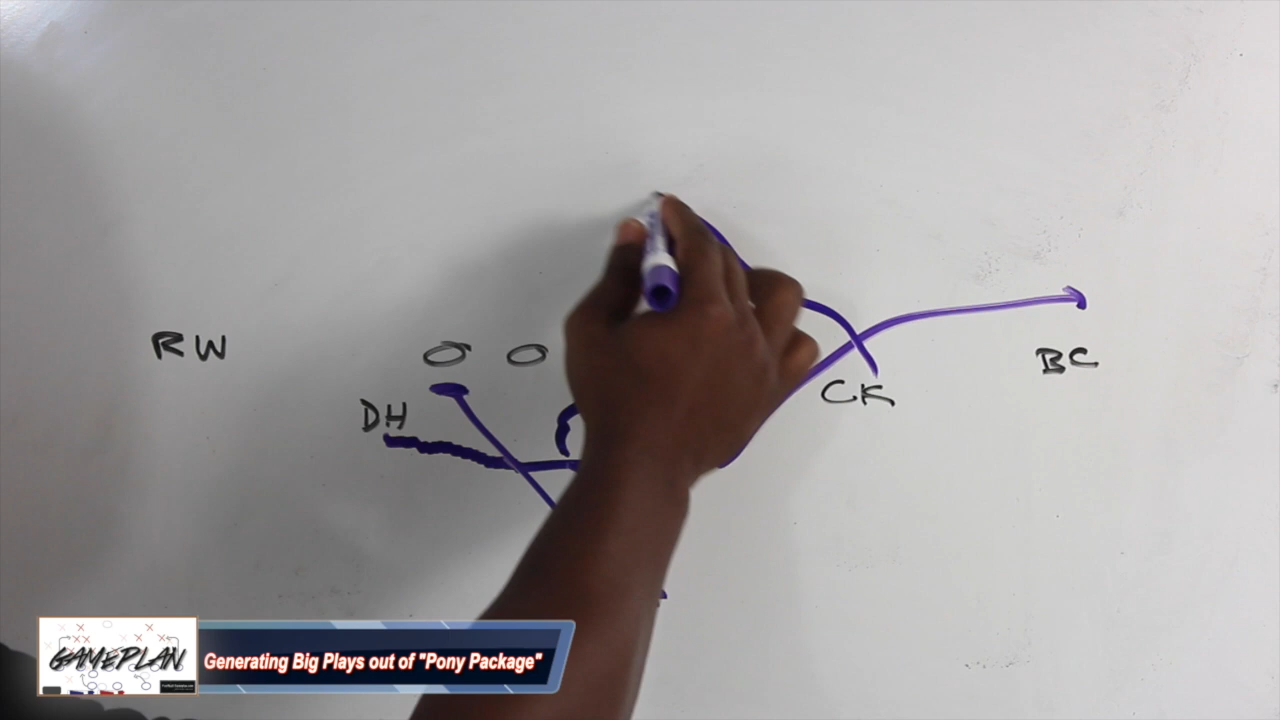 RW
O O
BC
CK
DH
GAMEPLAN
Generating Big Plays out of "Pony Package"